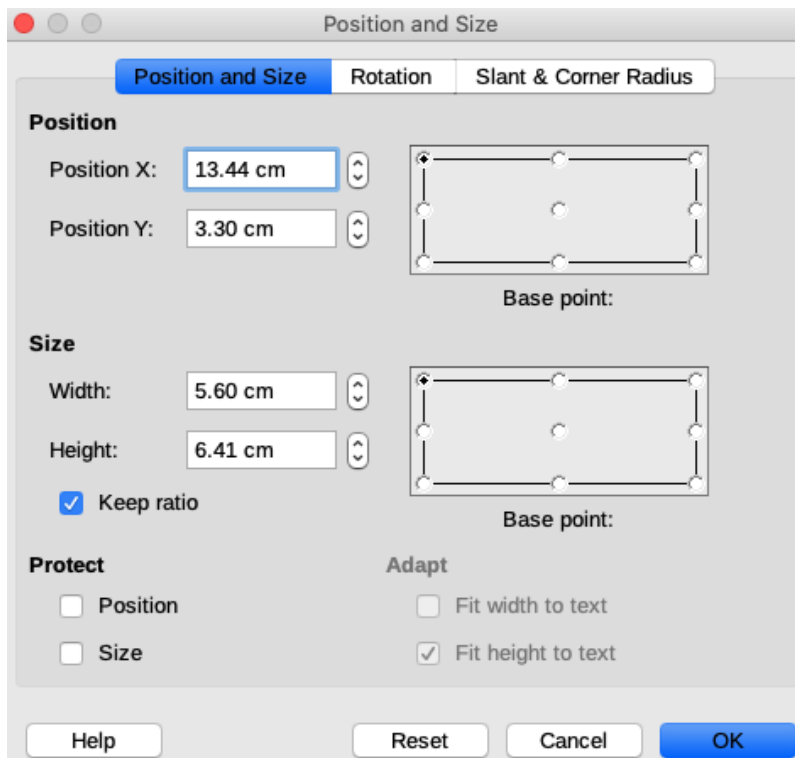 Position and Size
Position and Size Rotation Slant & Corner Radius
Position
Position X: 13.44 cm
Position Y: 3.30 cm
Base point:
Size
Width: 5.60 cm
Height: 6.41 cm
Keep ratio
Base point:
Protect Adapt
Position Fit width to text
Size Fit height to text
Help Reset Cancel OK